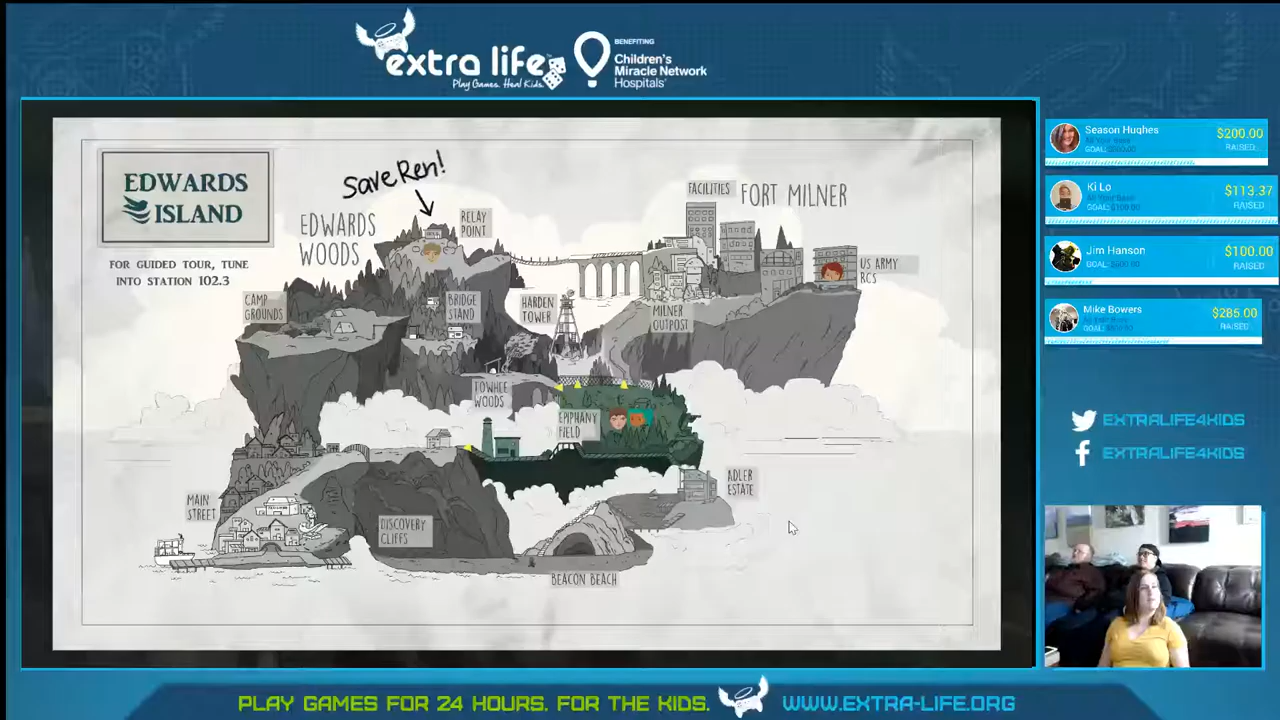 extra life
Play Games. Heal Kids.
BENEFITING
Children's
Miracle Network
Hospitals
EDWARDS
ISLAND
FOR GUIDED TOUR, TUNE
INTO STATION 102.3
Save Ren!
EDWARDS
WOODS
RELAY
POINT
FACILITIES
FORT MILNER
US ARMY
RCS
CAMP
GROUNDS
BRIDGE
STAND
HARDEN
TOWER
MILNER
OUTPOST
TOWHEE
WOODS
EPIPHANY
FIELD
ADLER
ESTATE
MAIN
STREET
DISCOVERY
CLIFFS
BEACON BEACH
Season Hughes
$200.00
GOAL:
RAISED
Ki Lo
$113.37
GOAL:
RAISED
Jim Hanson
$100.00
GOAL:
RAISED
Mike Bowers
$285.00
GOAL:
RAISED
EXTRALIFE4KIDS
EXTRALIFE4KIDS
PLAY GAMES FOR 24 HOURS. FOR THE KIDS.
WWW.EXTRA-LIFE.ORG